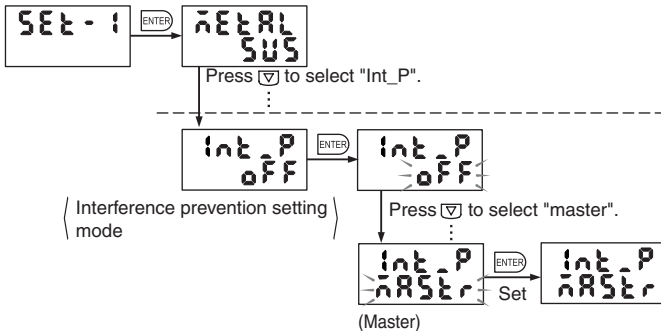 SEt - 1
ENTER
mEtAL
SUS
Press ▽ to select "Int_P".
Int_P
oFF
ENTER
Int_P
oFF
Interference prevention setting
mode
Press ▽ to select "master".
Int_P
mAStr
ENTER
Set
Int_P
mAStr
(Master)